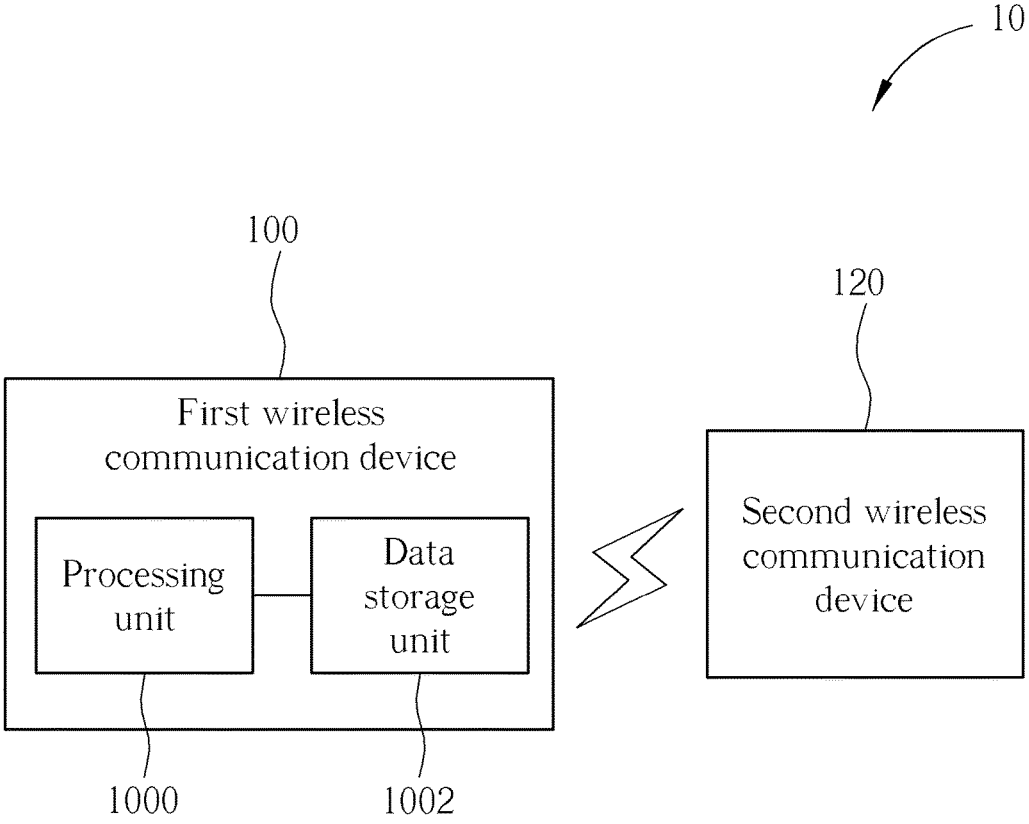 10
100
120
First wireless
communication device
Processing
unit
Data
storage
unit
Second wireless
communication
device
1000
1002